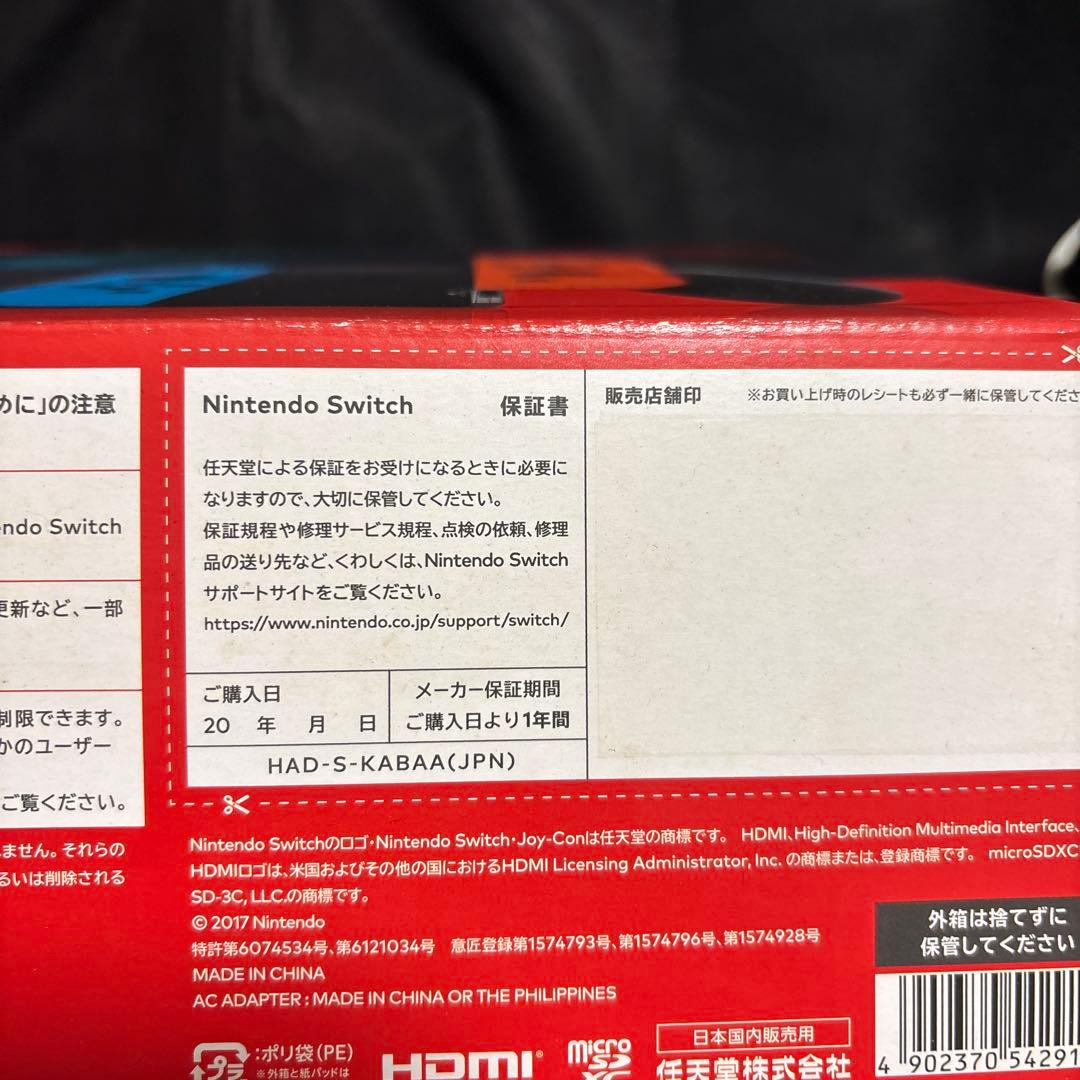 めに」の注意
endo Switch
更新など、一部
制限できます。
かのユーザー
ご覧ください。
ません。それらの
るいは削除される
Nintendo Switch 保証書
任天堂による保証をお受けになるときに必要に
なりますので、大切に保管してください。
保証規程や修理サービス規程、点検の依頼、修理
品の送り先など、くわしくは、Nintendo Switch
サポートサイトをご覧ください。
https://www.nintendo.co.jp/support/switch/
ご購入日
20 年 月 日
メーカー保証期間
ご購入日より1年間
HAD-S-KABAA(JPN)
販売店舗印 ※お買い上げ時のレシートも必ず一緒に保管してくださ
Nintendo Switchのロゴ・Nintendo Switch・Joy-Conは任天堂の商標です。 HDMI、High-Definition Multimedia Interface、
HDMIロゴは、米国およびその他の国におけるHDMI Licensing Administrator, Inc. の商標または、登録商標です。 microSDXC
SD-3C, LLC.の商標です。
© 2017 Nintendo
特許第6074534号、第6121034号 意匠登録第1574793号、第1574796号、第1574928号
MADE IN CHINA
AC ADAPTER : MADE IN CHINA OR THE PHILIPPINES
外箱は捨てずに
保管してください
プラ
:ポリ袋(PE)
※外箱と紙パッドは
HDMI
micro
SD
XC
日本国内販売用
任天堂株式会社
4 902370 54291